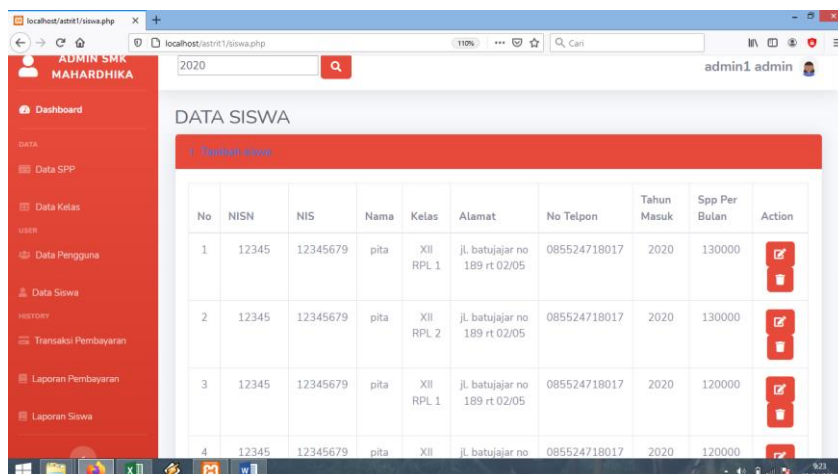 localhost/astrit1/siswa.php
localhost/astrit1/siswa.php
110%
Cari
ADMIN SMK
MAHARDHIKA
2020
admin1 admin
Dashboard
DATA
Data SPP
Data Kelas
USER
Data Pengguna
Data Siswa
HISTORY
Transaksi Pembayaran
Laporan Pembayaran
Laporan Siswa
DATA SISWA
+ Tambah Siswa
No NISN NIS Nama Kelas Alamat No Telpon Tahun Masuk Spp Per Bulan Action
1 12345 12345679 pita XII RPL 1 jl. batujajar no 189 rt 02/05 085524718017 2020 130000
2 12345 12345679 pita XII RPL 2 jl. batujajar no 189 rt 02/05 085524718017 2020 130000
3 12345 12345679 pita XII RPL 1 jl. batujajar no 189 rt 02/05 085524718017 2020 120000
4 12345 12345679 pita XII jl. batujajar no 085524718017 2020 120000
9:23